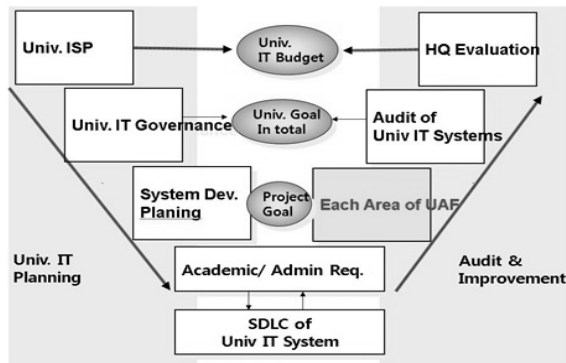 Univ. ISP
Univ.
IT Budget
HQ Evaluation
Univ. IT Governance
Univ. Goal
In total
Audit of
Univ IT Systems
System Dev.
Planing
Project
Goal
Each Area of UAF
Univ. IT
Planning
Academic/ Admin Req.
Audit &
Improvement
SDLC of
Univ IT System